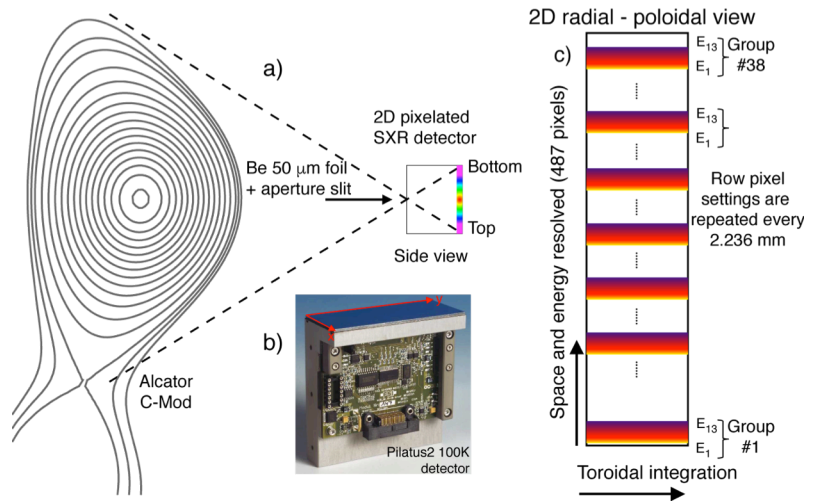 2D radial - poloidal view
a)
c)
2D pixelated
SXR detector
Be 50 µm foil
+ aperture slit
Bottom
Top
Side view
b)
Alcator
C-Mod
y
Pilatus2 100K
detector
Space and energy resolved (487 pixels)
E13
E1
Group
#38
E13
E1
Row pixel
settings are
repeated every
2.236 mm
E13
E1
Group
#1
Toroidal integration